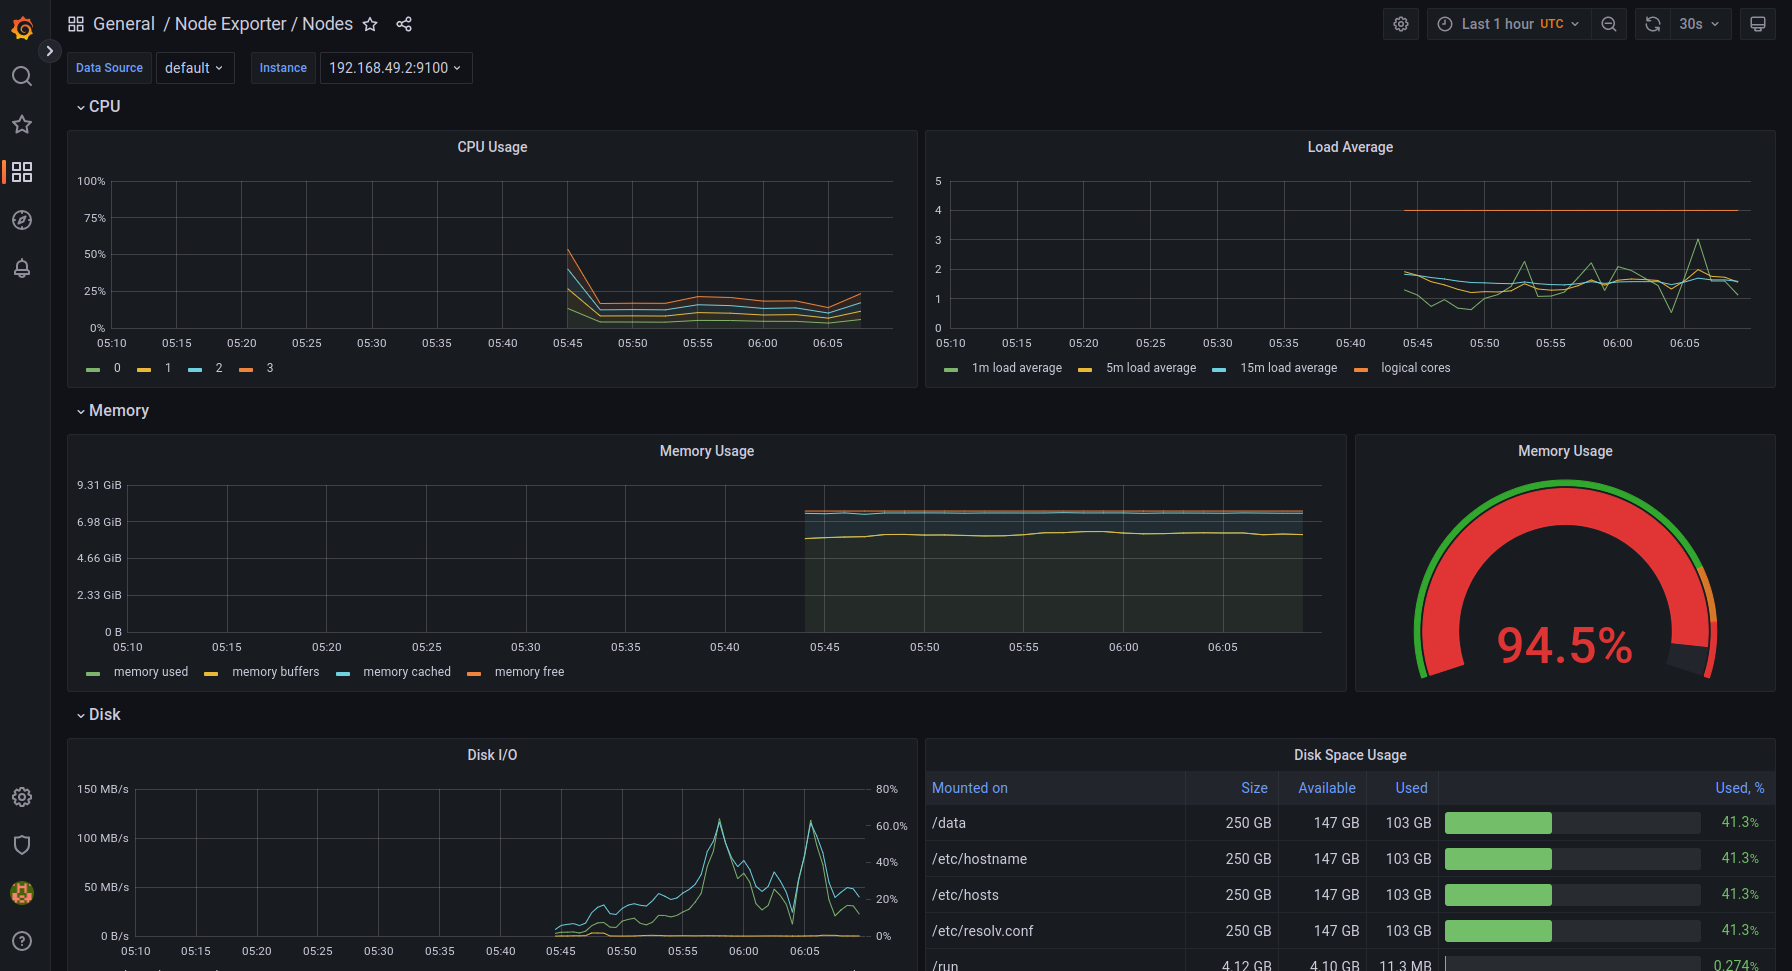 General / Node Exporter / Nodes
Last 1 hour UTC
30s
Data Source default Instance 192.168.49.2:9100
CPU
CPU Usage
100%
75%
50%
25%
0%
05:10 05:15 05:20 05:25 05:30 05:35 05:40 05:45 05:50 05:55 06:00 06:05
0 1 2 3
Load Average
5
4
3
2
1
0
05:10 05:15 05:20 05:25 05:30 05:35 05:40 05:45 05:50 05:55 06:00 06:05
1m load average 5m load average 15m load average logical cores
Memory
Memory Usage
9.31 GiB
6.98 GiB
4.66 GiB
2.33 GiB
0 B
05:10 05:15 05:20 05:25 05:30 05:35 05:40 05:45 05:50 05:55 06:00 06:05
memory used memory buffers memory cached memory free
Memory Usage
94.5%
Disk
Disk I/O
150 MB/s
100 MB/s
50 MB/s
0 B/s
80%
60.0%
40%
20%
0%
05:10 05:15 05:20 05:25 05:30 05:35 05:40 05:45 05:50 05:55 06:00 06:05
Disk Space Usage
Mounted on Size Available Used Used, %
/data 250 GB 147 GB 103 GB 41.3%
/etc/hostname 250 GB 147 GB 103 GB 41.3%
/etc/hosts 250 GB 147 GB 103 GB 41.3%
/etc/resolv.conf 250 GB 147 GB 103 GB 41.3%
/run 4.12 GB 4.10 GB 11.3 MB 0.274%